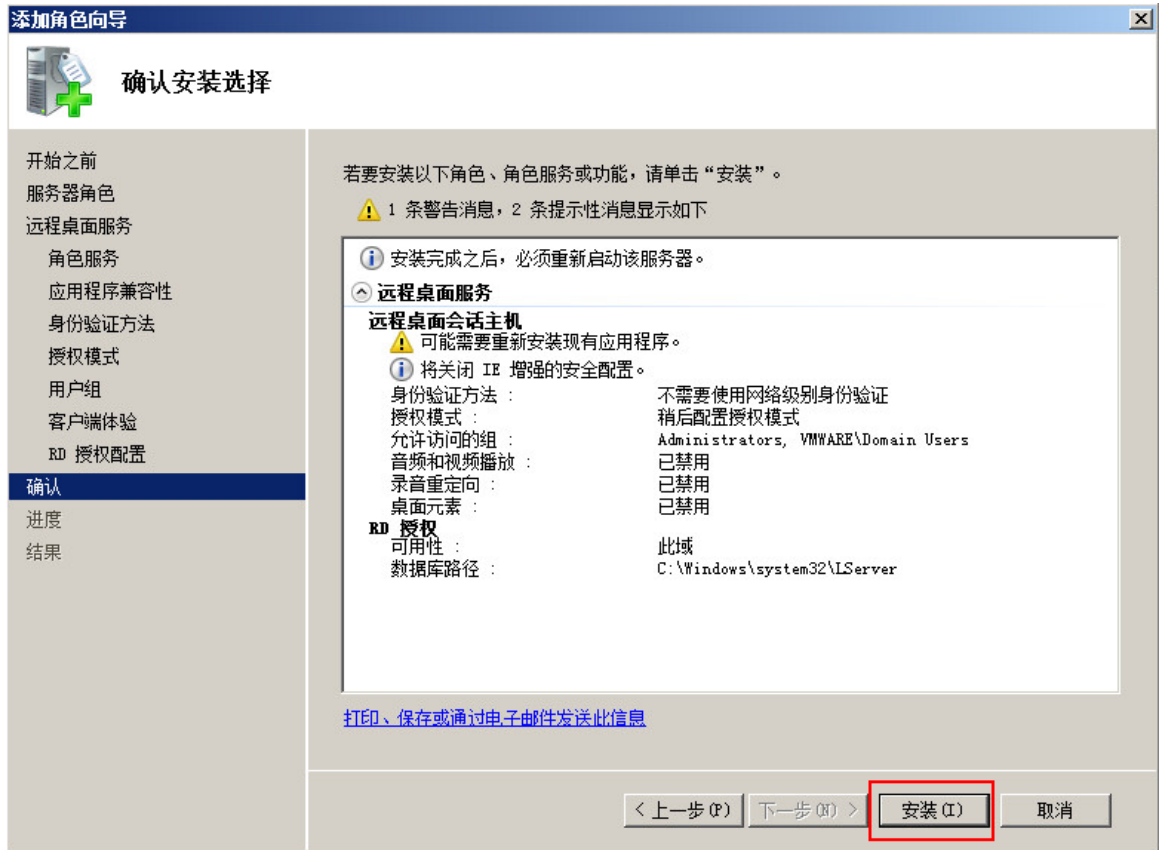 添加角色向导
确认安装选择
开始之前
服务器角色
远程桌面服务
角色服务
应用程序兼容性
身份验证方法
授权模式
用户组
客户端体验
RD 授权配置
确认
进度
结果
若要安装以下角色、角色服务或功能，请单击“安装”。
1 条警告消息，2 条提示性消息显示如下
安装完成之后，必须重新启动该服务器。
远程桌面服务
远程桌面会话主机
可能需要重新安装现有应用程序。
将关闭 IE 增强的安全配置。
身份验证方法 : 不需要使用网络级别身份验证
授权模式 : 稍后配置授权模式
允许访问的组 : Administrators, VMWARE\Domain Users
音频和视频播放 : 已禁用
录音重定向 : 已禁用
桌面元素 : 已禁用
RD 授权
可用性 : 此域
数据库路径 : C:\Windows\system32\LServer
打印、保存或通过电子邮件发送此信息
< 上一步(P) 下一步(N) > 安装(I) 取消